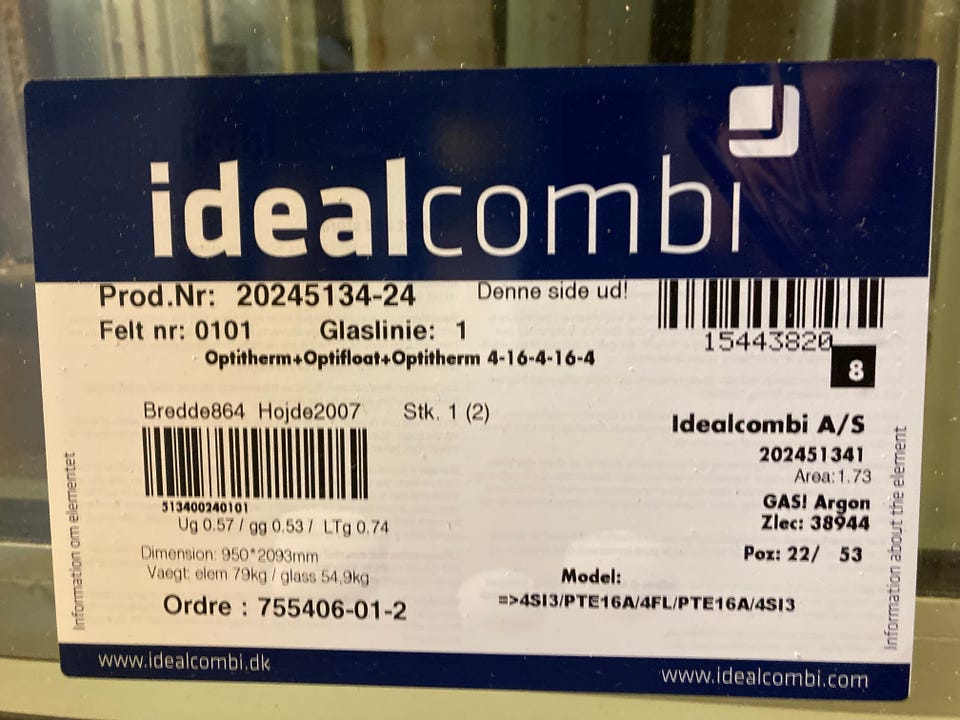 idealcombi
Prod.Nr: 20245134-24
Denne side ud!
Felt nr: 0101 Glaslinie: 1
15443820
Optitherm+Optifloat+Optitherm 4-16-4-16-4
8
Bredde864 Hojde2007 Stk. 1 (2)
Idealcombi A/S
202451341
Area:1.73
513400240101
GAS! Argon
Ug 0.57 / gg 0.53 / LTg 0.74
Zlec: 38944
Dimension: 950*2093mm
Poz: 22/ 53
Vaegt: elem 79kg / glass 54,9kg
Model:
Ordre : 755406-01-2
=>4SI3/PTE16A/4FL/PTE16A/4SI3
Information om elementet
Information about the element
www.idealcombi.dk
www.idealcombi.com